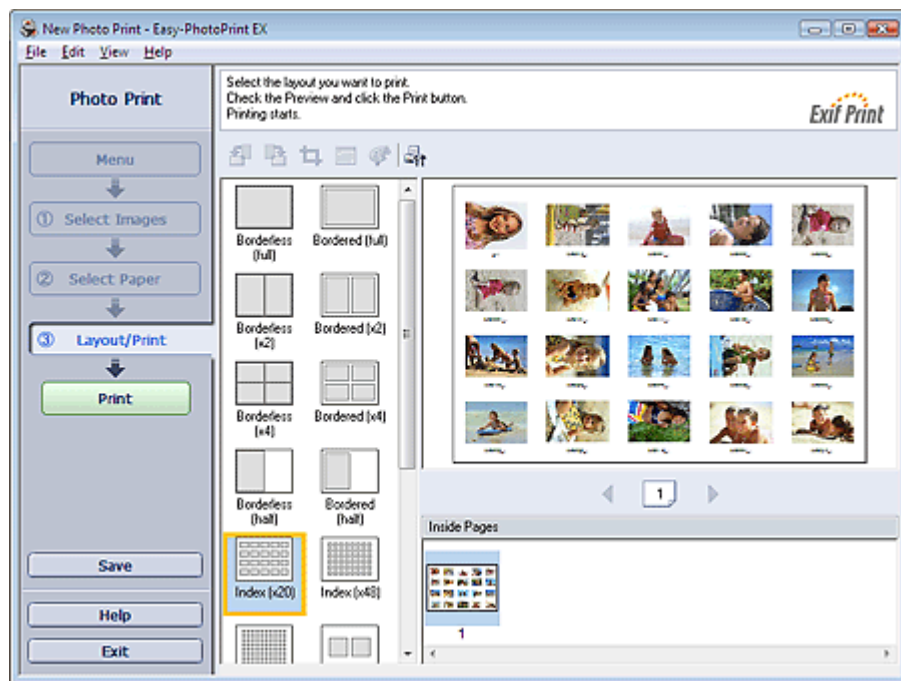 New Photo Print - Easy-PhotoPrint EX
File Edit View Help
Photo Print
Select the layout you want to print.
Check the Preview and click the Print button.
Printing starts.
Exif Print
Menu
① Select Images
② Select Paper
③ Layout/Print
Print
Save
Help
Exit
Borderless (full)
Bordered (full)
Borderless (x2)
Bordered (x2)
Borderless (x4)
Bordered (x4)
Borderless (half)
Bordered (half)
Index (x20)
Index (x48)
1
Inside Pages
1